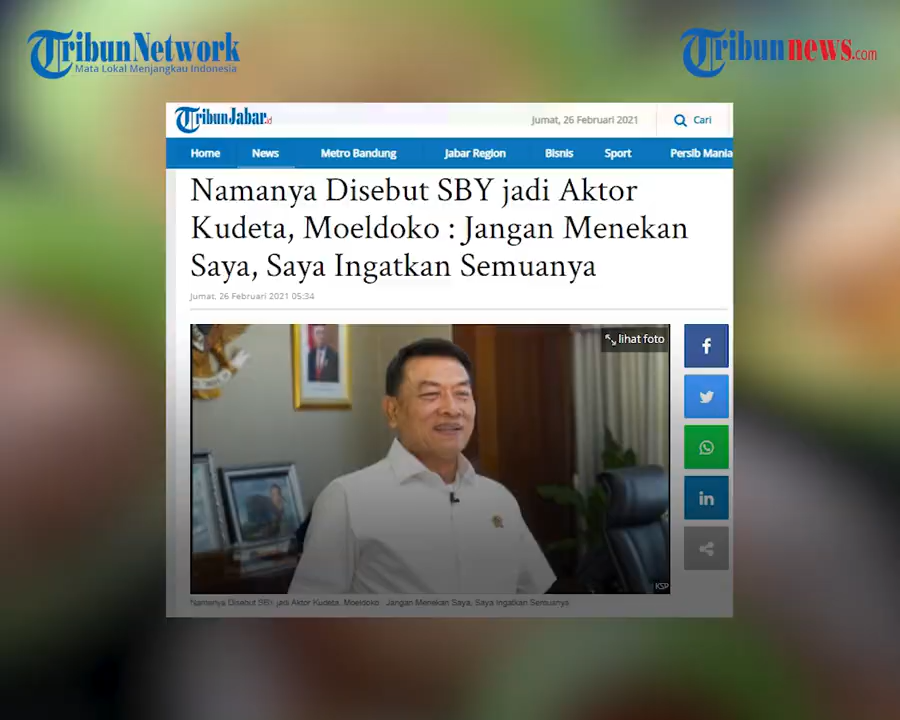 TribunNetwork
Mata Lokal Menjangkau Indonesia
Tribunnews.com
TribunJabar.id
Jumat, 26 Februari 2021
Cari
Home News Metro Bandung Jabar Region Bisnis Sport Persib Mania
Namanya Disebut SBY jadi Aktor
Kudeta, Moeldoko : Jangan Menekan
Saya, Saya Ingatkan Semuanya
Jumat, 26 Februari 2021 05:34
lihat foto
KSP
Namanya Disebut SBY jadi Aktor Kudeta, Moeldoko : Jangan Menekan Saya, Saya Ingatkan Semuanya